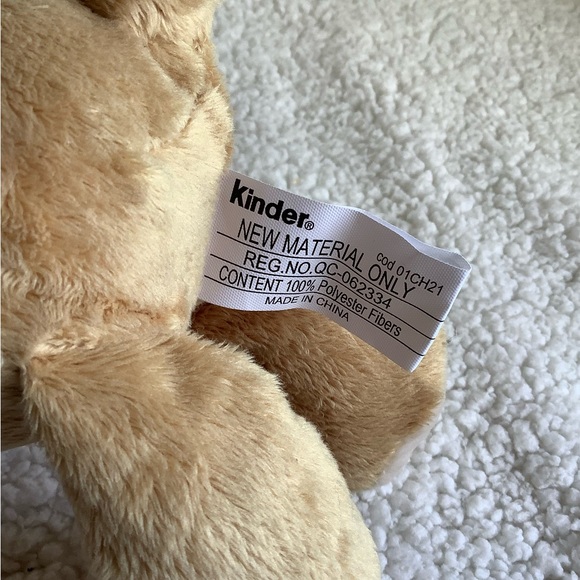 Kinder®
cod 01CH21
NEW MATERIAL ONLY
REG.NO.QC-062334
CONTENT 100% Polyester Fibers
MADE IN CHINA